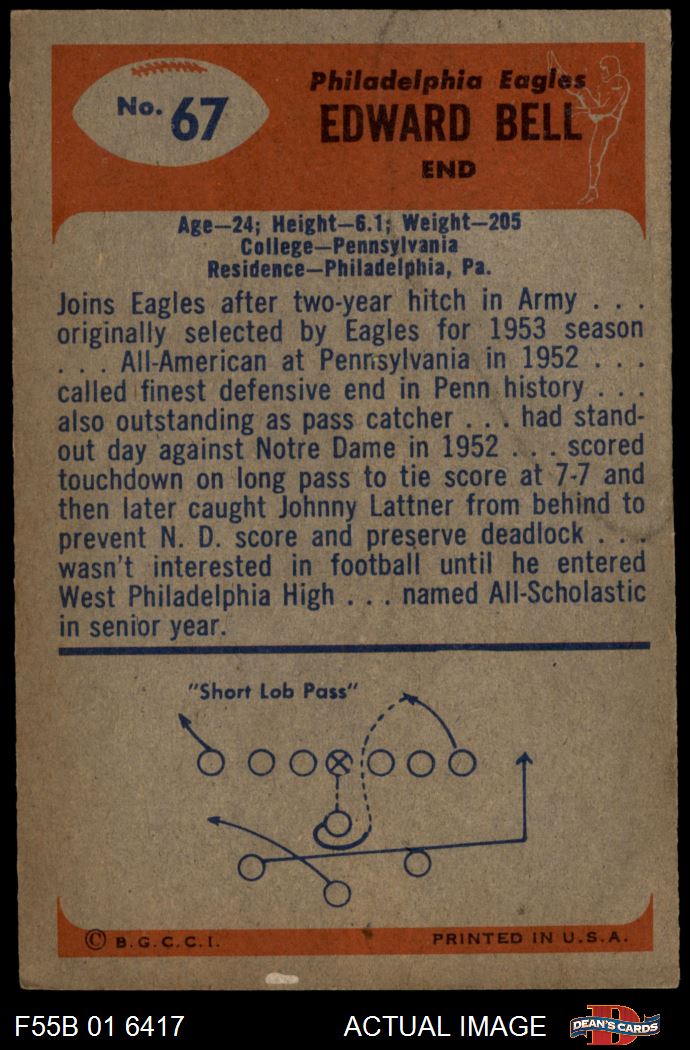 No. 67
Philadelphia Eagles
EDWARD BELL
END
Age—24; Height—6.1; Weight—205
College—Pennsylvania
Residence—Philadelphia, Pa.
Joins Eagles after two-year hitch in Army . . .
originally selected by Eagles for 1953 season
. . . All-American at Pennsylvania in 1952 . . .
called finest defensive end in Penn history . . .
also outstanding as pass catcher . . . had stand-
out day against Notre Dame in 1952 . . . scored
touchdown on long pass to tie score at 7-7 and
then later caught Johnny Lattner from behind to
prevent N. D. score and preserve deadlock . . .
wasn't interested in football until he entered
West Philadelphia High . . . named All-Scholastic
in senior year.
"Short Lob Pass"
© B.G.C.C.I.
PRINTED IN U.S.A.
F55B 01 6417
ACTUAL IMAGE
D
DEAN'S CARDS